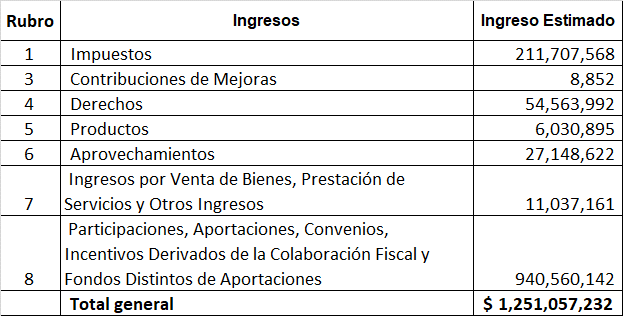 Rubro Ingresos Ingreso Estimado
1 Impuestos 211,707,568
3 Contribuciones de Mejoras 8,852
4 Derechos 54,563,992
5 Productos 6,030,895
6 Aprovechamientos 27,148,622
Ingresos por Venta de Bienes, Prestación de
7 Servicios y Otros Ingresos 11,037,161
Participaciones, Aportaciones, Convenios,
Incentivos Derivados de la Colaboración Fiscal y
8 Fondos Distintos de Aportaciones 940,560,142
Total general $ 1,251,057,232